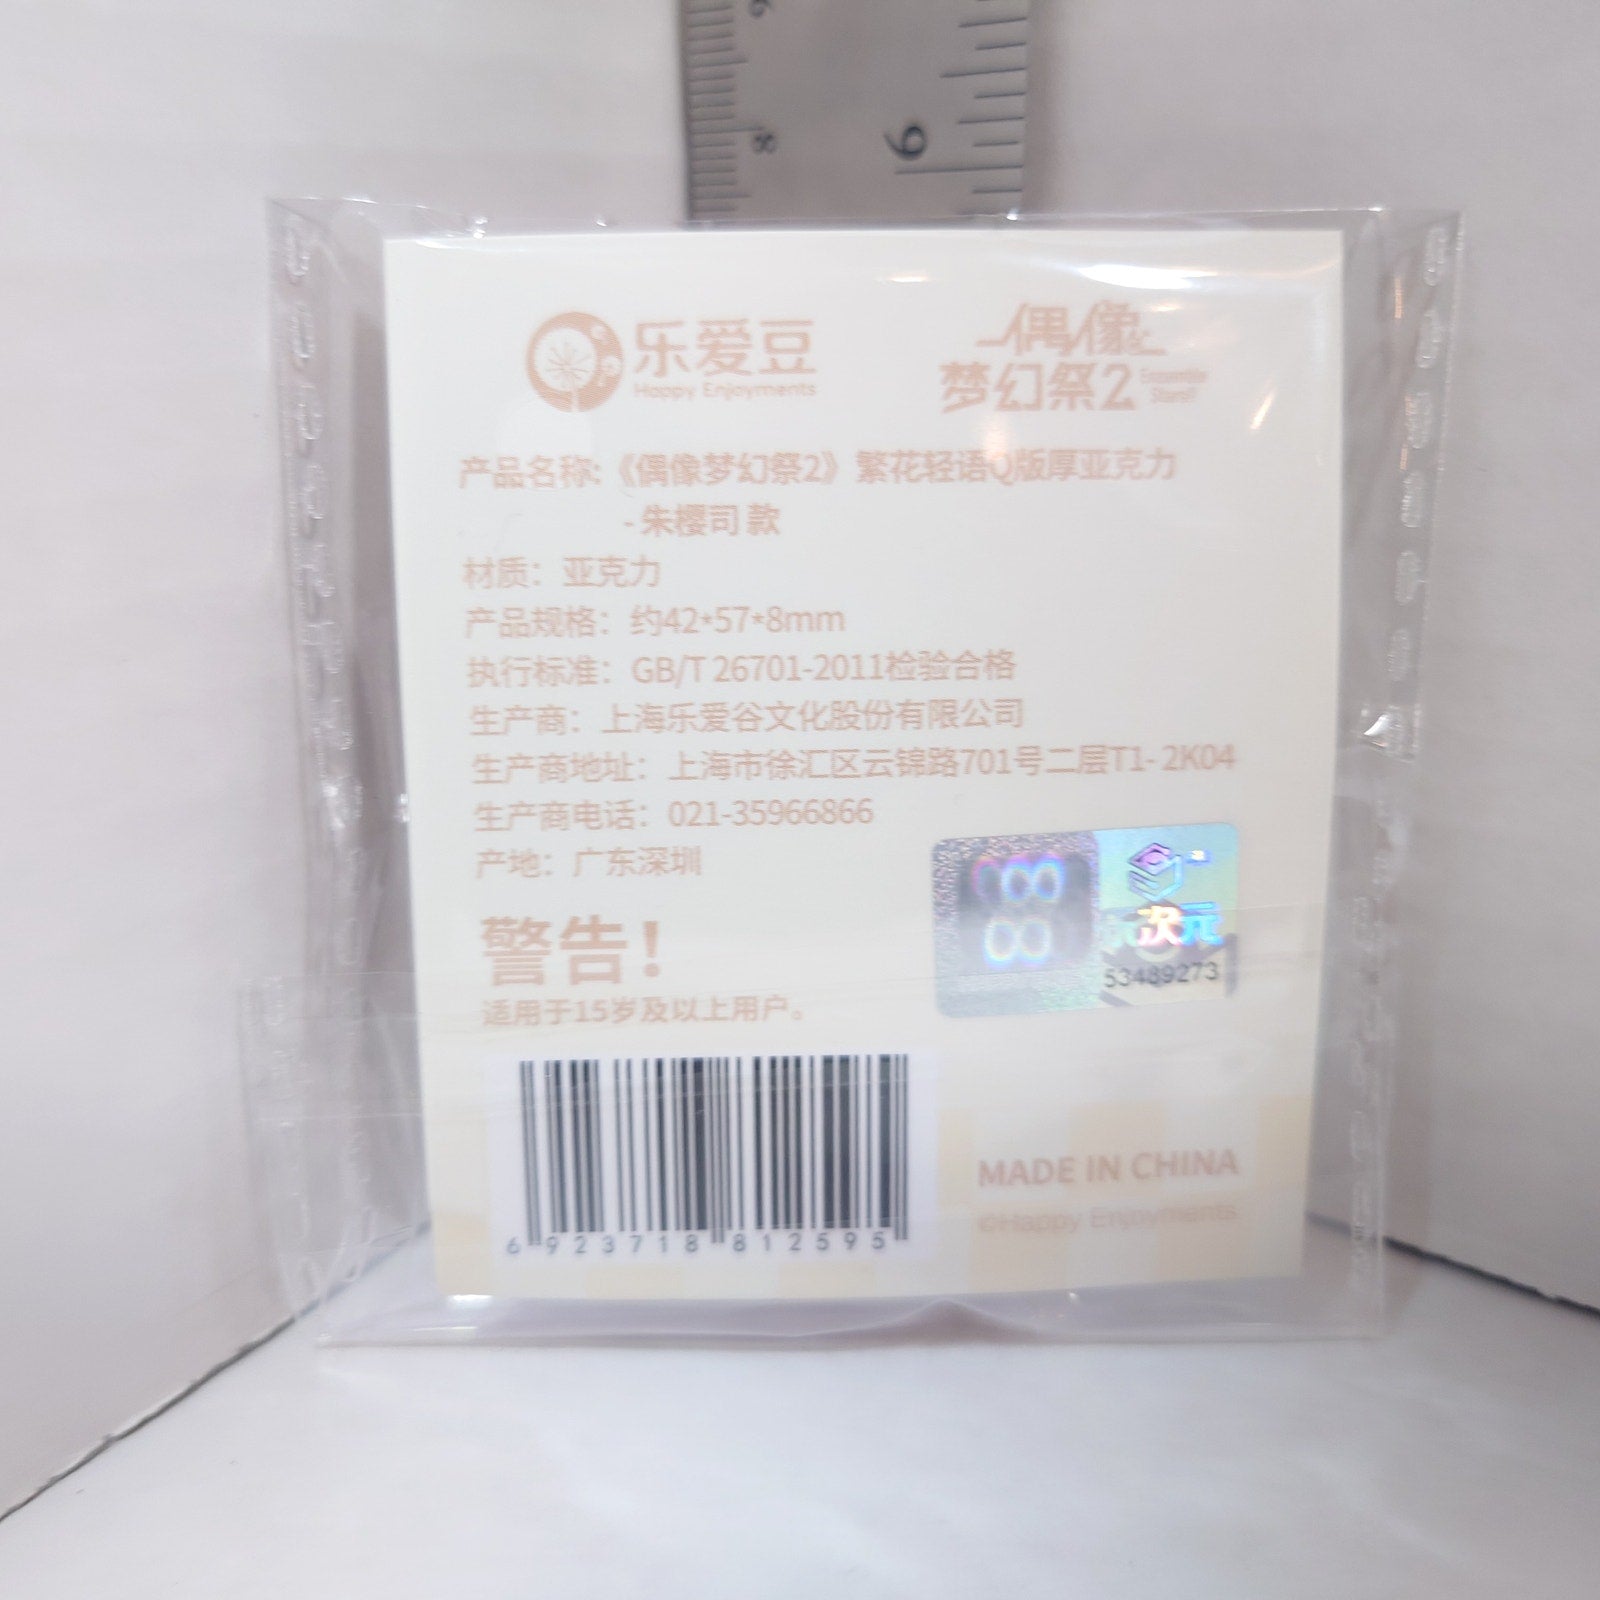 9
8
9
乐爱豆
Happy Enjoyments
偶像
梦幻祭2
Ensemble
Stars!!
产品名称:《偶像梦幻祭2》繁花轻语Q版厚亚克力
- 朱樱司 款
材质：亚克力
产品规格：约42*57*8mm
执行标准：GB/T 26701-2011检验合格
生产商：上海乐爱谷文化股份有限公司
生产商地址：上海市徐汇区云锦路701号二层T1- 2K04
生产商电话：021-35966866
产地：广东深圳
次元
53489273
警告！
适用于15岁及以上用户。
6 923718 812595
MADE IN CHINA
©Happy Enjoyments